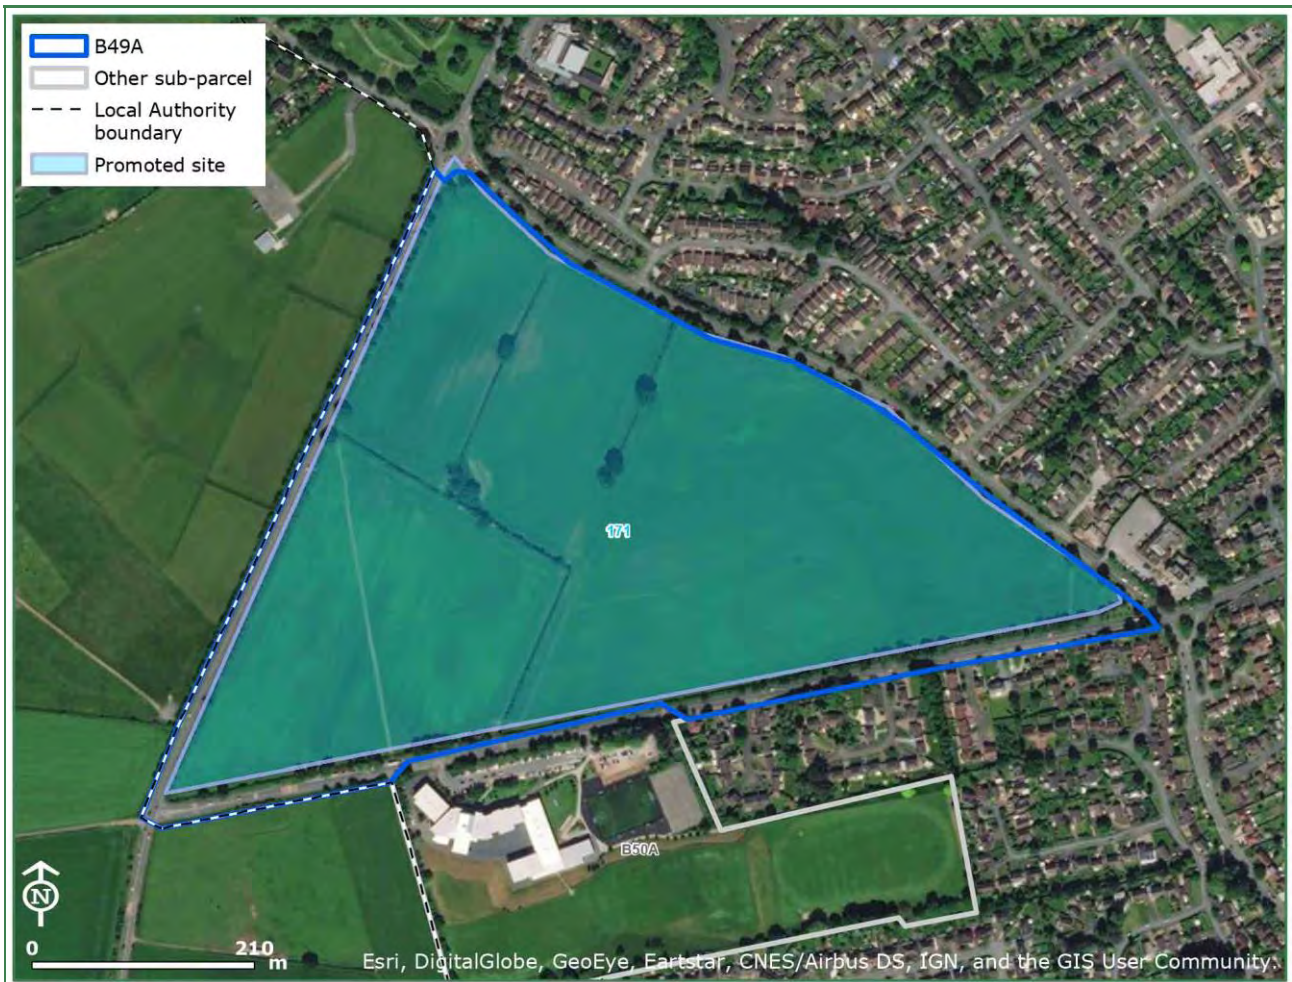 B49A
Other sub-parcel
Local Authority
boundary
Promoted site
171
B50A
N
0 210
m
Esri, DigitalGlobe, GeoEye, Eartstar, CNES/Airbus DS, IGN, and the GIS User Community.